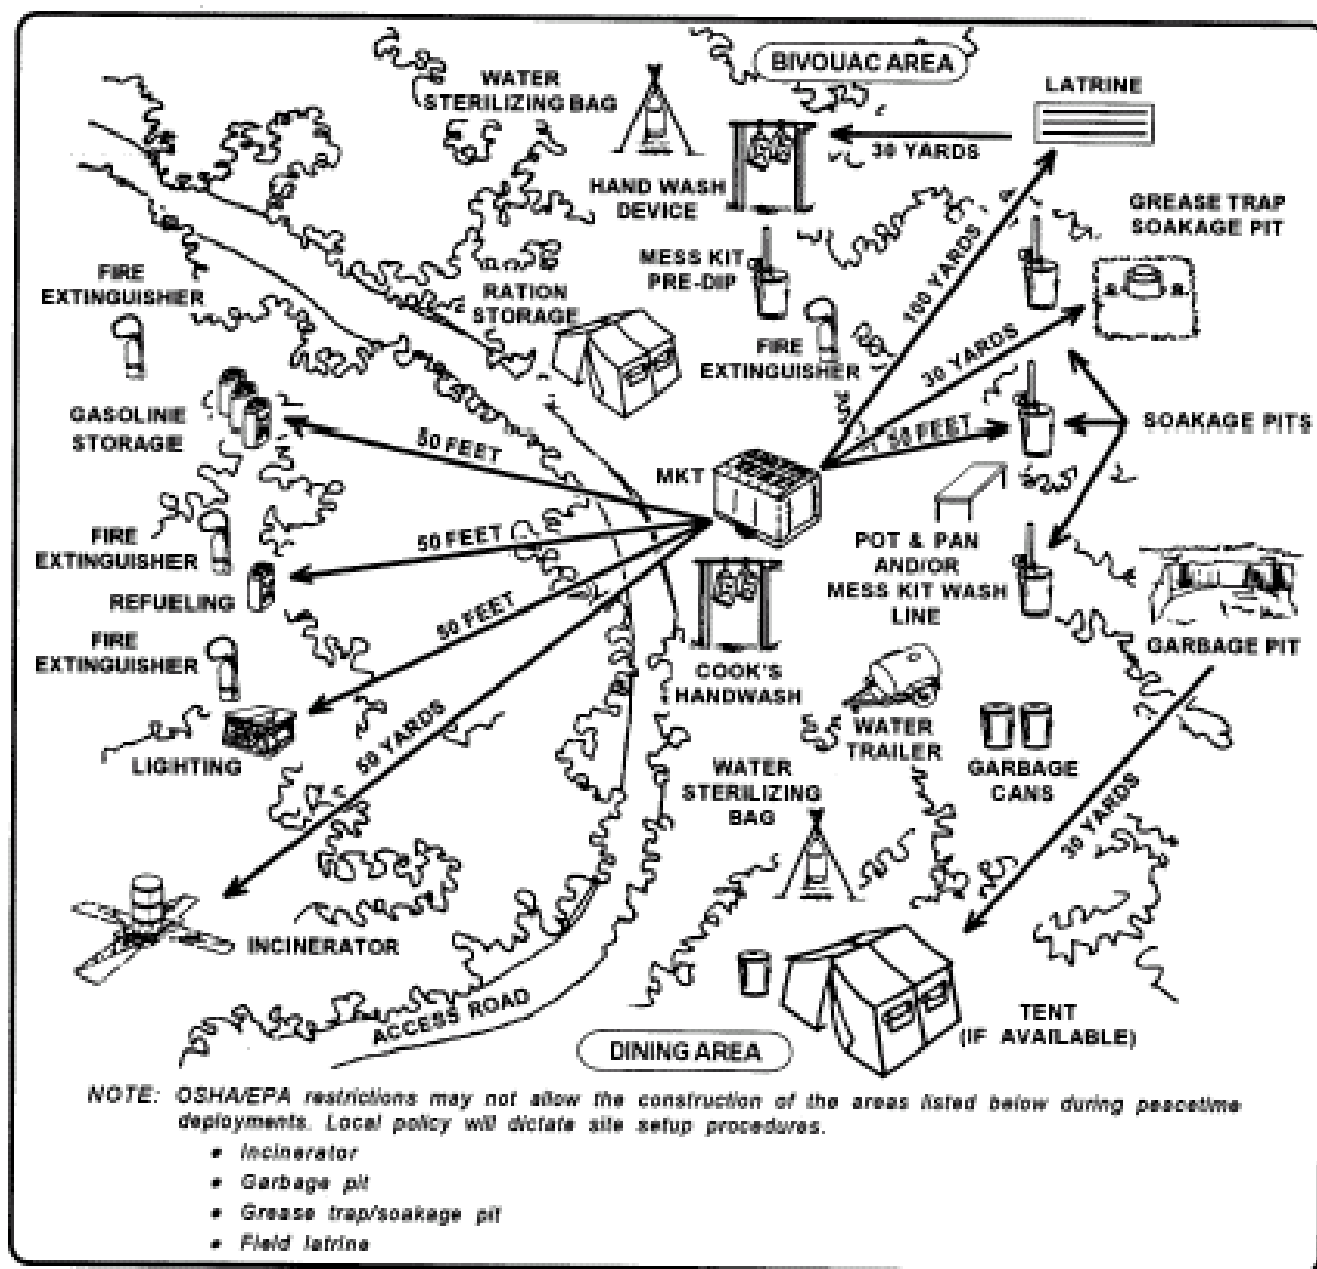 BIVOUAC AREA
WATER
STERILIZING BAG
LATRINE
30 YARDS
HAND WASH
DEVICE
GREASE TRAP
SOAKAGE PIT
MESS KIT
PRE-DIP
100 YARDS
FIRE
EXTINGUISHER
RATION
STORAGE
FIRE
EXTINGUISHER
30 YARDS
GASOLINIE
STORAGE
50 FEET
50 FEET
SOAKAGE PITS
MKT
FIRE
EXTINGUISHER
50 FEET
POT & PAN
AND/OR
MESS KIT WASH
LINE
REFUELING
50 FEET
FIRE
EXTINGUISHER
GARBAGE PIT
COOK'S
HANDWASH
LIGHTING
50 YARDS
WATER
TRAILER
GARBAGE
CANS
WATER
STERILIZING
BAG
30 YARDS
INCINERATOR
ACCESS ROAD
TENT
(IF AVAILABLE)
DINING AREA
NOTE: OSHA/EPA restrictions may not allow the construction of the areas listed below during peacetime
deployments. Local policy will dictate site setup procedures.
• Incinerator
• Garbage pit
• Grease trap/soakage pit
• Field latrine